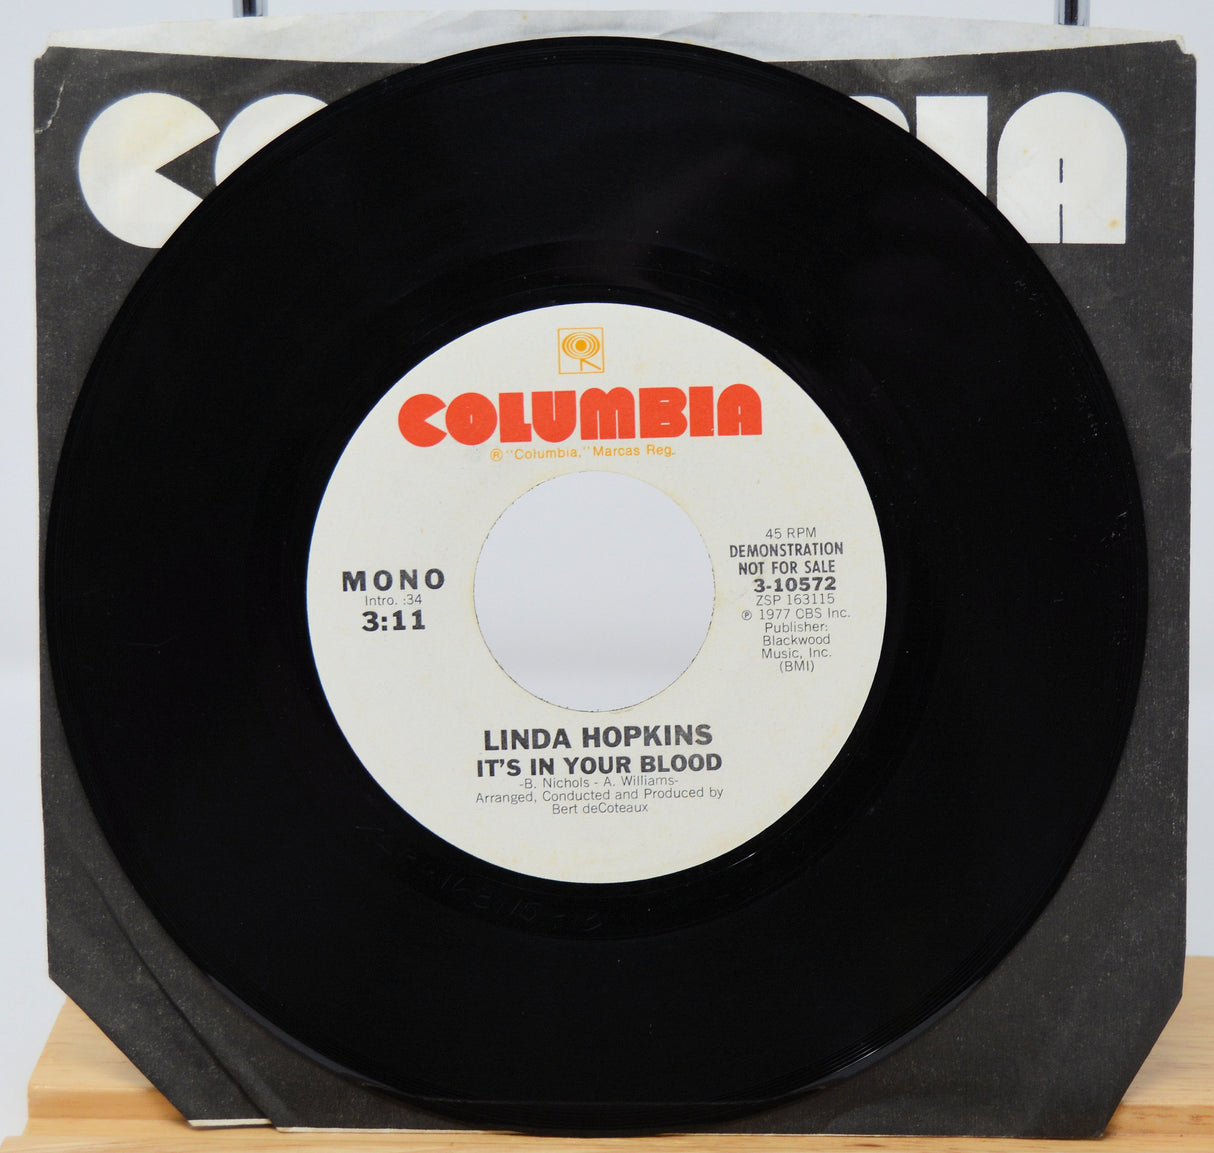 COLUMBIA
® "Columbia," Marcas Reg.
MONO
Intro. :34
3:11
45 RPM
DEMONSTRATION
NOT FOR SALE
3-10572
ZSP 163115
℗ 1977 CBS Inc.
Publisher:
Blackwood
Music, Inc.
(BMI)
LINDA HOPKINS
IT'S IN YOUR BLOOD
-B. Nichols - A. Williams-
Arranged, Conducted and Produced by
Bert deCoteaux